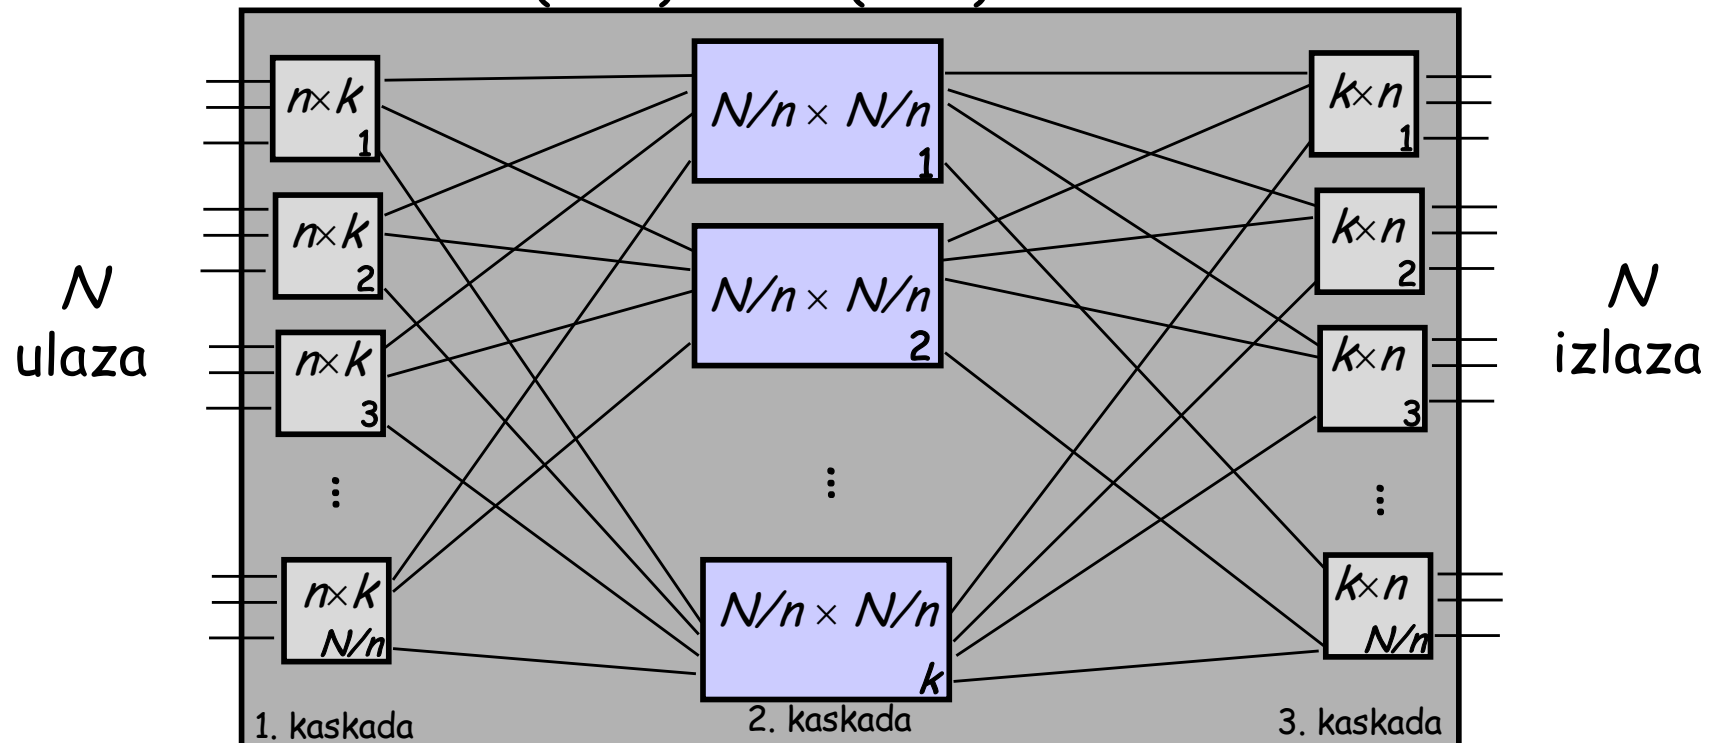 n×k
1
n×k
2
n×k
3
⋮
n×k
N/n
1. kaskada
N/n × N/n
1
N/n × N/n
2
⋮
N/n × N/n
k
2. kaskada
k×n
1
k×n
2
k×n
3
⋮
k×n
N/n
3. kaskada
N
ulaza
N
izlaza